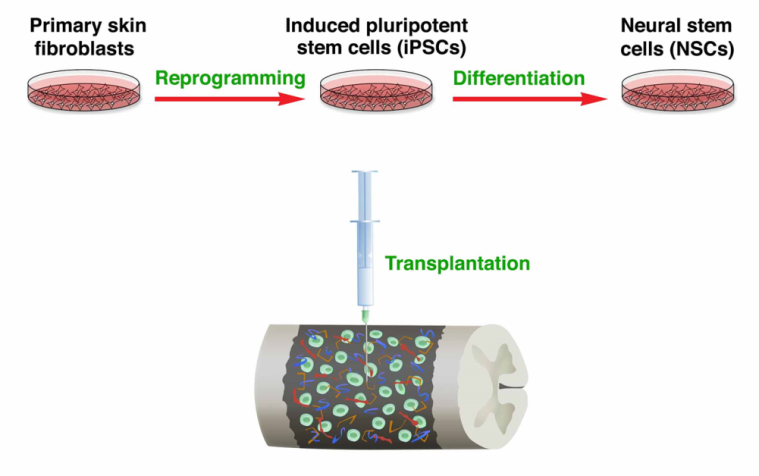 Primary skin
fibroblasts
Reprogramming
Induced pluripotent
stem cells (iPSCs)
Differentiation
Neural stem
cells (NSCs)
Transplantation